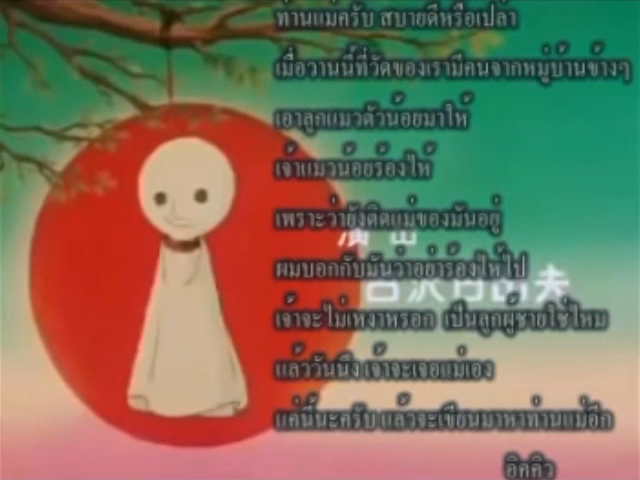 ท่านแม่ครับ สบายดีหรือเปล่า
เมื่อวานนี้ที่วัดของเรามีคนจากหมู่บ้านข้างๆ
เอาลูกแมวตัวน้อยมาให้
เจ้าแมวน้อยร้องไห้
เพราะว่ายังติดแม่ของมันอยู่
演出
ผมบอกกับมันว่าอย่าร้องไห้ไป
เจ้าจะไม่เหงาหรอก เป็นลูกผู้ชายใช่ไหม
แล้ววันนึง เจ้าจะเจอแม่เอง
แค่นี้นะครับ แล้วจะเขียนมาหาท่านแม่อีก
อิคคิว